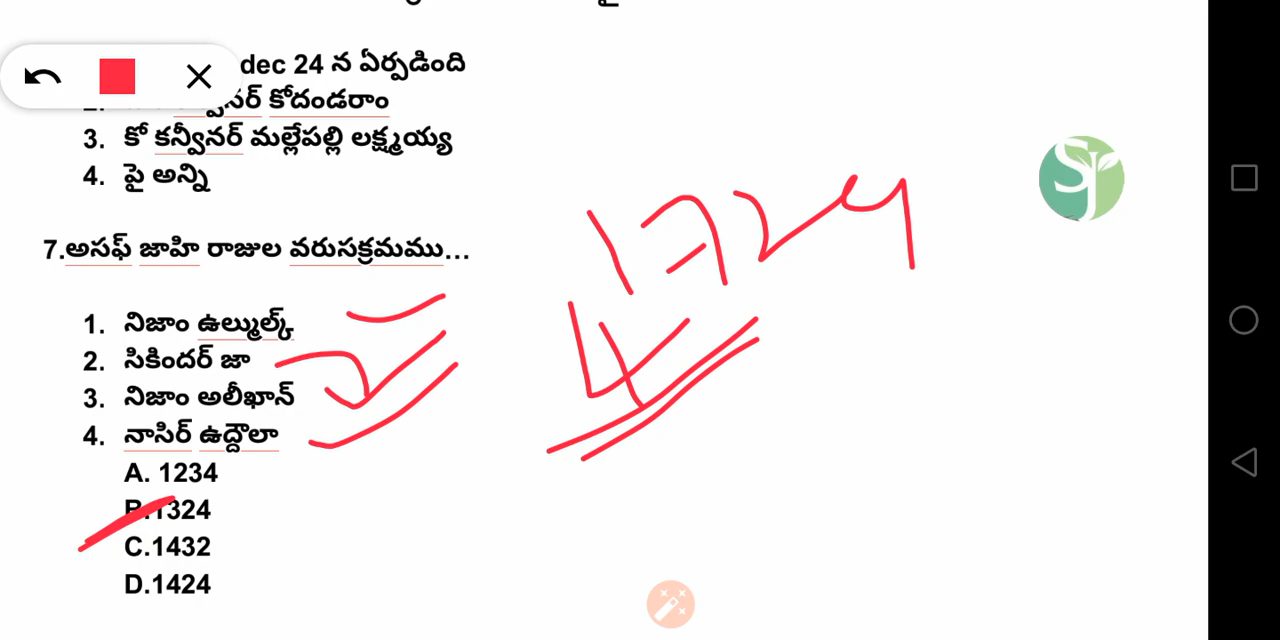 dec 24 న ఏర్పడింది
కోదండరాం
3. కో కన్వీనర్ మల్లేపల్లి లక్ష్మయ్య
4. పై అన్ని
7.అసఫ్ జాహి రాజుల వరుసక్రమము...
1724
1. నిజాం ఉల్ముల్క్
2. సికిందర్ జా
3. నిజాం అలీఖాన్
4. నాసిర్ ఉద్దౌలా
4
A. 1234
B.1324
C.1432
D.1424